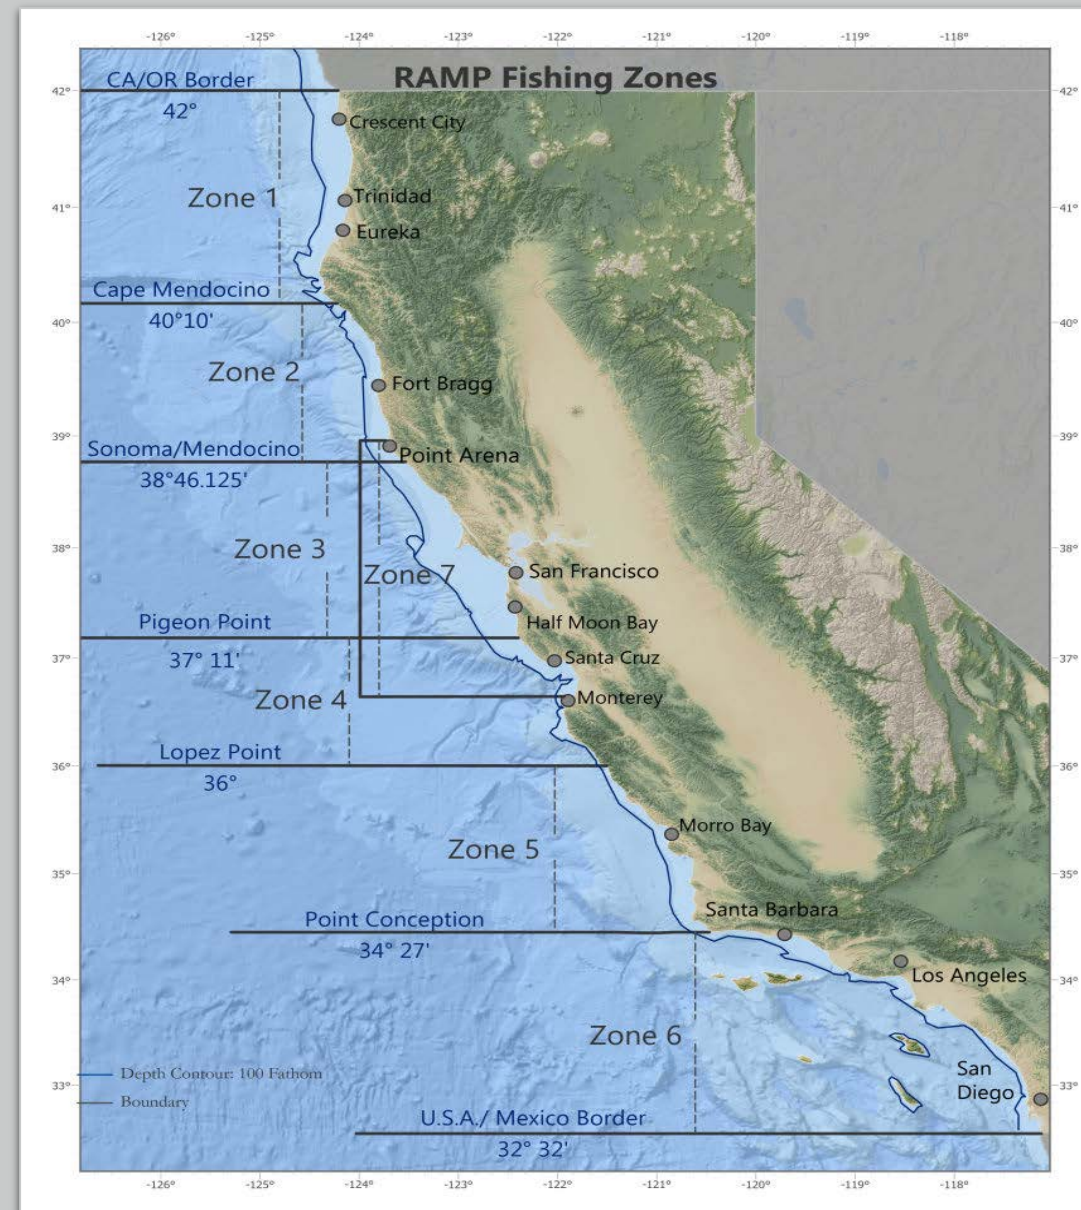 -126° -125° -124° -123° -122° -121° -120° -119° -118°
RAMP Fishing Zones
CA/OR Border
42° 42°
42°
Crescent City
Zone 1
Trinidad
41° 41°
Eureka
Cape Mendocino
40°10'
40° 40°
Zone 2
Fort Bragg
39° 39°
Sonoma/Mendocino
Point Arena
38°46.125'
Zone 3
38° 38°
Zone 7
San Francisco
Pigeon Point
Half Moon Bay
37° 11'
37° 37°
Santa Cruz
Zone 4
Monterey
Lopez Point
36° 36°
36°
Morro Bay
Zone 5
35° 35°
Santa Barbara
Point Conception
34° 27'
34° 34°
Los Angeles
Zone 6
Depth Contour: 100 Fathom
San
Diego
33° 33°
Boundary
U.S.A./ Mexico Border
32° 32'
-126° -125° -124° -123° -122° -121° -120° -119° -118°